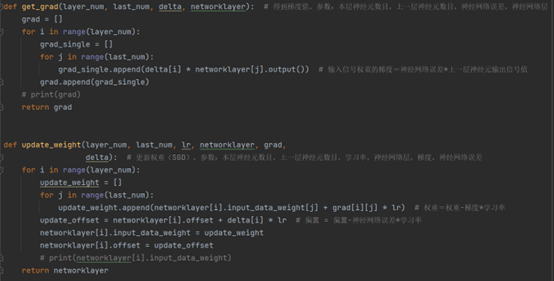 def get_grad(layer_num, last_num, delta, networklayer):  # 得到梯度值，参数：本层神经元数目，上一层神经元数目，神经网络误差，神经网络层
    grad = []
    for i in range(layer_num):
        grad_single = []
        for j in range(last_num):
            grad_single.append(delta[i] * networklayer[j].output())  # 输入信号权重的梯度=神经网络误差*上一层神经元输出信号值
        grad.append(grad_single)
    # print(grad)
    return grad
def update_weight(layer_num, last_num, lr, networklayer, grad,
                  delta):  # 更新权重（SGD），参数：本层神经元数目，上一层神经元数目，学习率，神经网络层，梯度，神经网络误差
    for i in range(layer_num):
        update_weight = []
        for j in range(last_num):
            update_weight.append(networklayer[i].input_data_weight[j] + grad[i][j] * lr)  # 权重=权重-梯度*学习率
        update_offset = networklayer[i].offset + delta[i] * lr  # 偏置 = 偏置-神经网络误差*学习率
        networklayer[i].input_data_weight = update_weight
        networklayer[i].offset = update_offset
        # print(networklayer[i].input_data_weight)
    return networklayer